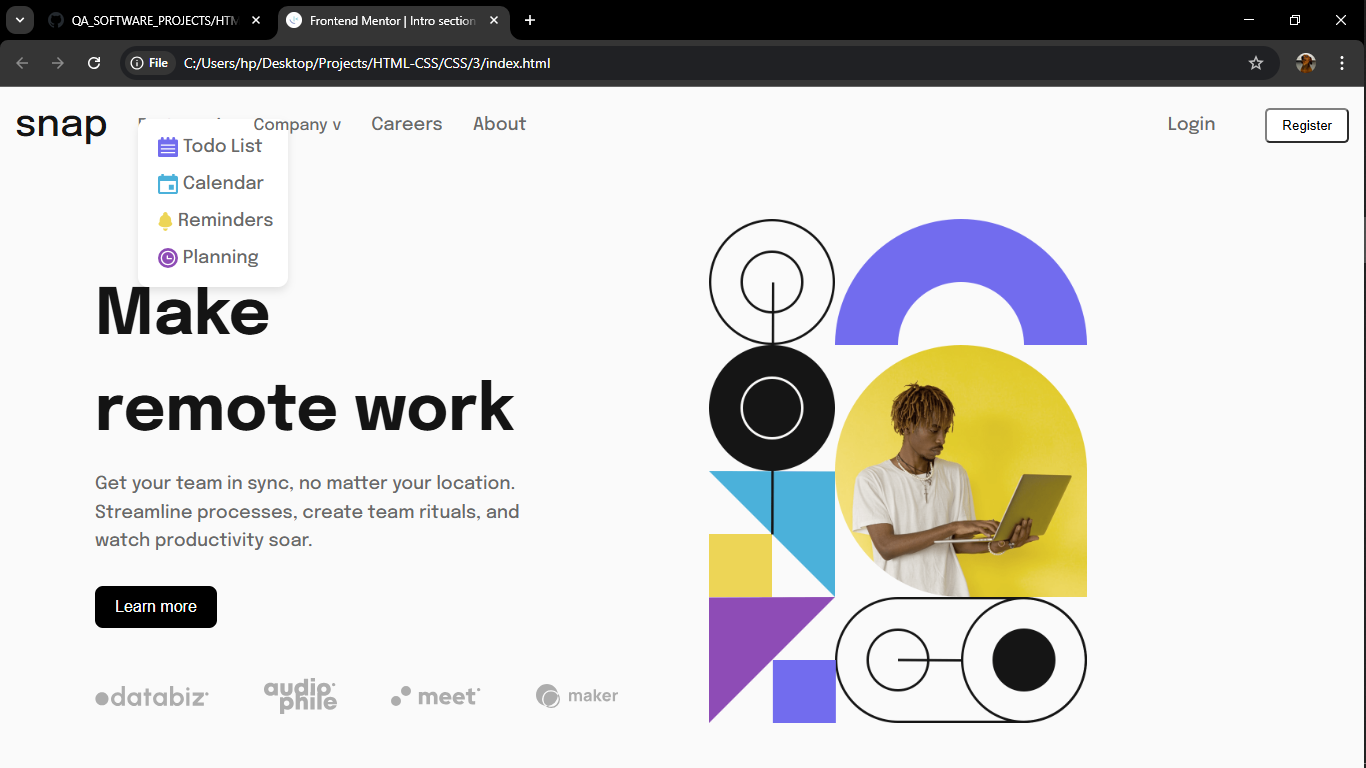 QA_SOFTWARE_PROJECTS/HTM
Frontend Mentor | Intro section
File C:/Users/hp/Desktop/Projects/HTML-CSS/CSS/3/index.html
snap Company v Careers About Login Register
Todo List
Calendar
Reminders
Planning
Make
remote work
Get your team in sync, no matter your location.
Streamline processes, create team rituals, and
watch productivity soar.
Learn more
databiz audiophile meet maker